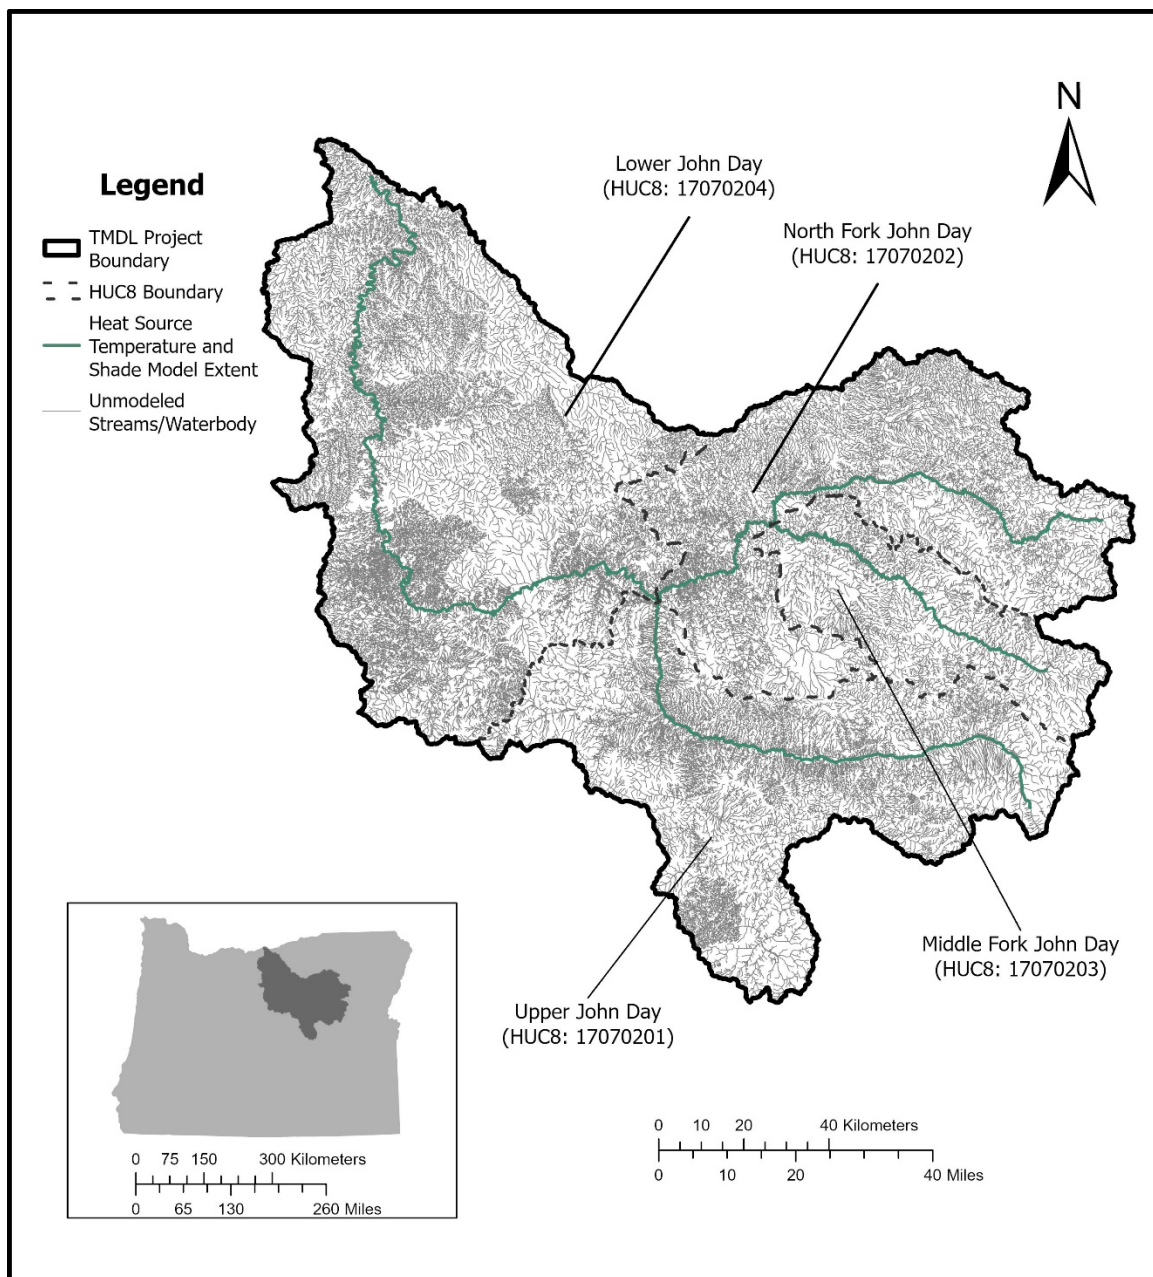 N
Lower John Day
(HUC8: 17070204)
Legend
North Fork John Day
(HUC8: 17070202)
TMDL Project
Boundary
HUC8 Boundary
Heat Source
Temperature and
Shade Model Extent
Unmodeled
Streams/Waterbody
Middle Fork John Day
(HUC8: 17070203)
Upper John Day
(HUC8: 17070201)
0 10 20 40 Kilometers
0 10 20 40 Miles
0 75 150 300 Kilometers
0 65 130 260 Miles